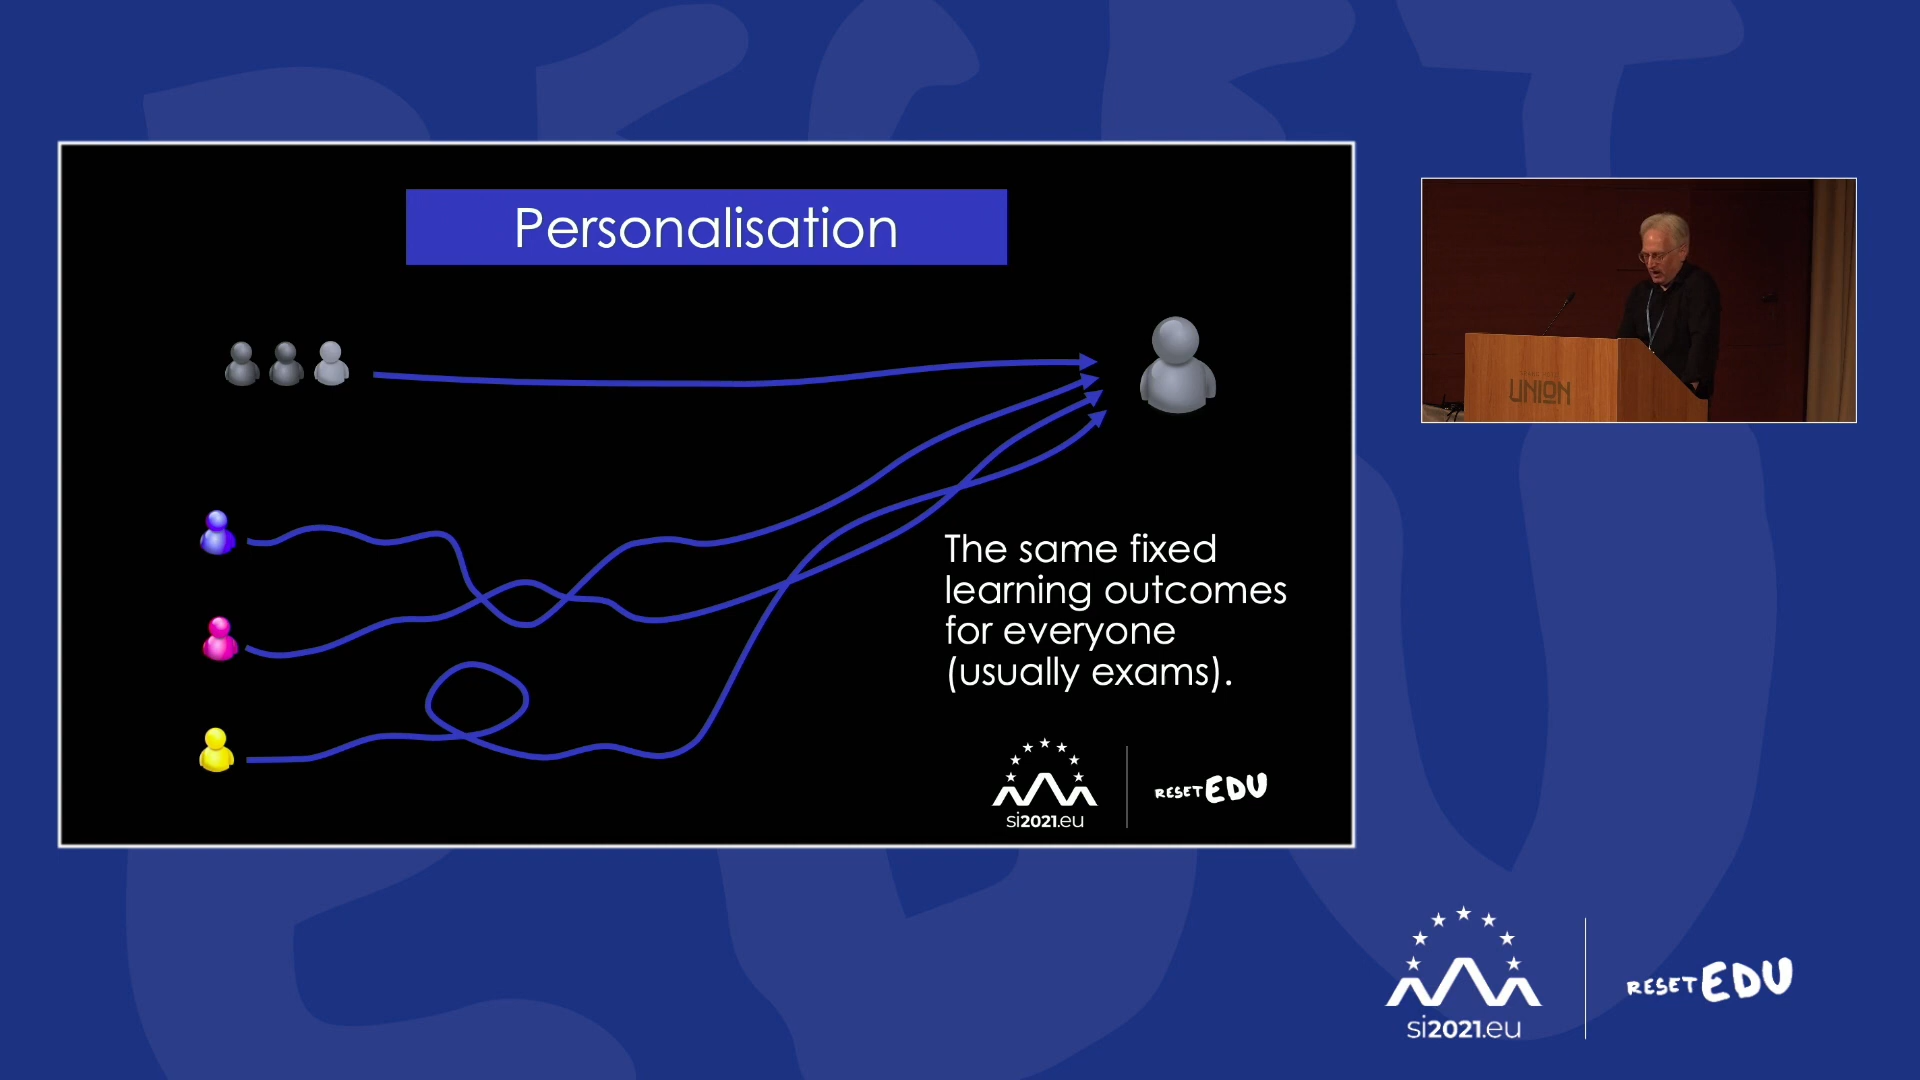 Personalisation
The same fixed
learning outcomes
for everyone
(usually exams).
si2021.eu
RESET EDU
UNION
si2021.eu
RESET EDU